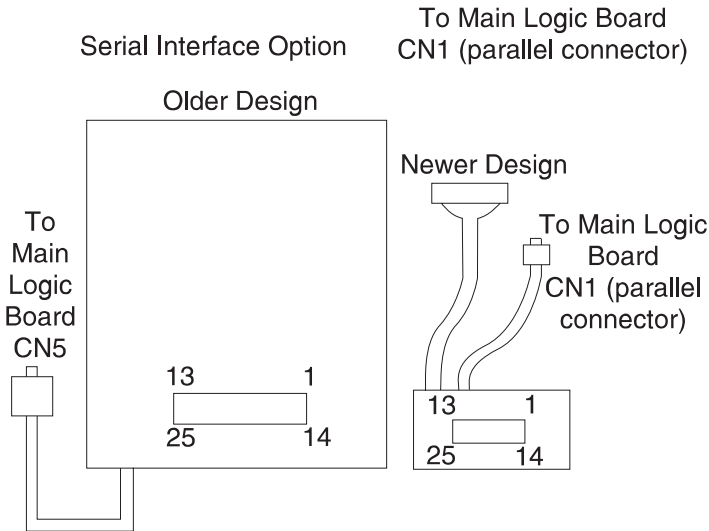 Serial Interface Option
To Main Logic Board
CN1 (parallel connector)
Older Design
To
Main
Logic
Board
CN5
13 1
25 14
Newer Design
To Main Logic
Board
CN1 (parallel
connector)
13 1
25 14